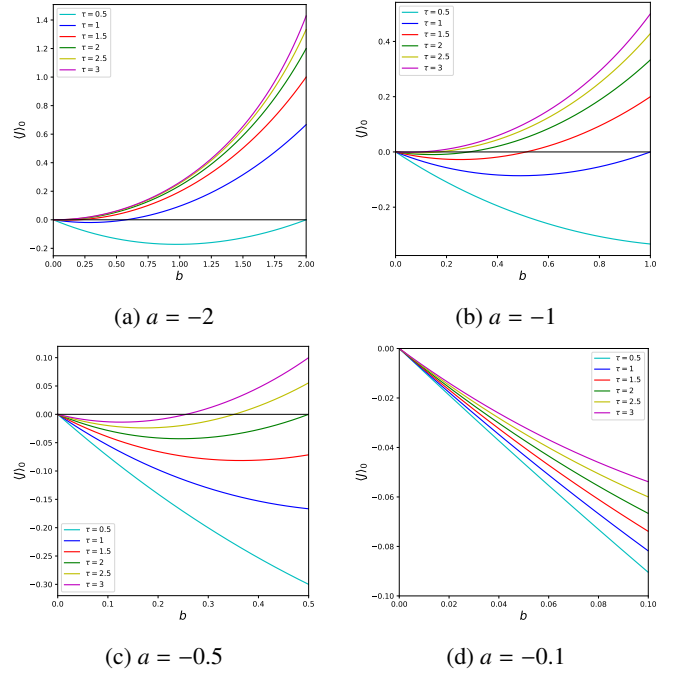 1.4
1.2
1.0
0.8
0.6
0.4
0.2
0.0
−0.2
⟨J⟩₀
τ = 0.5
τ = 1
τ = 1.5
τ = 2
τ = 2.5
τ = 3
0.00 0.25 0.50 0.75 1.00 1.25 1.50 1.75 2.00
b
(a) a = −2
0.4
0.2
0.0
−0.2
⟨J⟩₀
τ = 0.5
τ = 1
τ = 1.5
τ = 2
τ = 2.5
τ = 3
0.0 0.2 0.4 0.6 0.8 1.0
b
(b) a = −1
0.10
0.05
0.00
−0.05
−0.10
−0.15
−0.20
−0.25
−0.30
⟨J⟩₀
τ = 0.5
τ = 1
τ = 1.5
τ = 2
τ = 2.5
τ = 3
0.0 0.1 0.2 0.3 0.4 0.5
b
(c) a = −0.5
0.00
−0.02
−0.04
−0.06
−0.08
−0.10
⟨J⟩₀
τ = 0.5
τ = 1
τ = 1.5
τ = 2
τ = 2.5
τ = 3
0.00 0.02 0.04 0.06 0.08 0.10
b
(d) a = −0.1